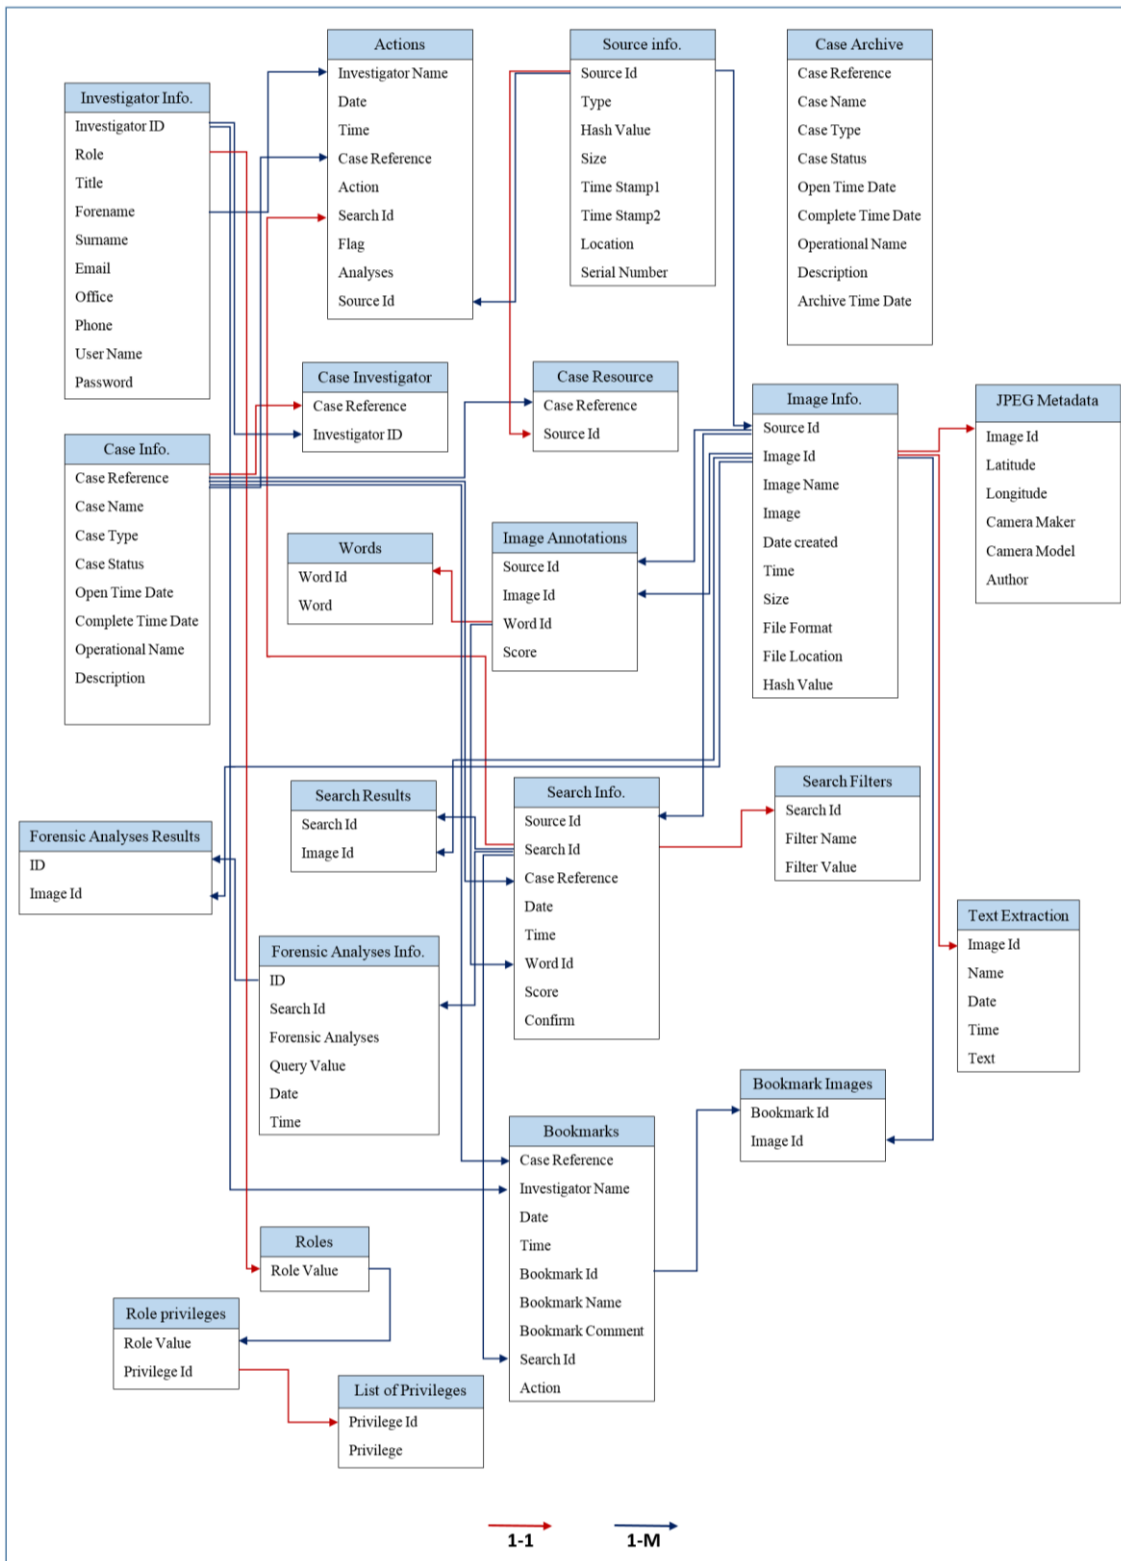 Actions
Investigator Name
Date
Time
Case Reference
Action
Search Id
Flag
Analyses
Source Id
Source info.
Source Id
Type
Hash Value
Size
Time Stamp1
Time Stamp2
Location
Serial Number
Case Archive
Case Reference
Case Name
Case Type
Case Status
Open Time Date
Complete Time Date
Operational Name
Description
Archive Time Date
Investigator Info.
Investigator ID
Role
Title
Forename
Surname
Email
Office
Phone
User Name
Password
Case Investigator
Case Reference
Investigator ID
Case Resource
Case Reference
Source Id
Image Info.
Source Id
Image Id
Image Name
Image
Date created
Time
Size
File Format
File Location
Hash Value
JPEG Metadata
Image Id
Latitude
Longitude
Camera Maker
Camera Model
Author
Case Info.
Case Reference
Case Name
Case Type
Case Status
Open Time Date
Complete Time Date
Operational Name
Description
Words
Word Id
Word
Image Annotations
Source Id
Image Id
Word Id
Score
Search Results
Search Id
Image Id
Search Info.
Source Id
Search Id
Case Reference
Date
Time
Word Id
Score
Confirm
Search Filters
Search Id
Filter Name
Filter Value
Forensic Analyses Results
ID
Image Id
Text Extraction
Image Id
Name
Date
Time
Text
Forensic Analyses Info.
ID
Search Id
Forensic Analyses
Query Value
Date
Time
Bookmark Images
Bookmark Id
Image Id
Bookmarks
Case Reference
Investigator Name
Date
Time
Bookmark Id
Bookmark Name
Bookmark Comment
Search Id
Action
Roles
Role Value
Role privileges
Role Value
Privilege Id
List of Privileges
Privilege Id
Privilege
1-1
1-M